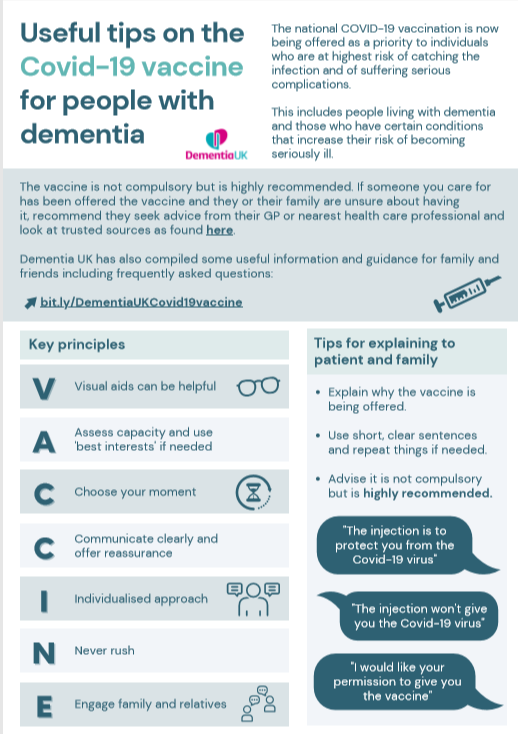 Useful tips on the
Covid-19 vaccine
for people with
dementia
DementiaUK
The national COVID-19 vaccination is now
being offered as a priority to individuals
who are at highest risk of catching the
infection and of suffering serious
complications.
This includes people living with dementia
and those who have certain conditions
that increase their risk of becoming
seriously ill.
The vaccine is not compulsory but is highly recommended. If someone you care for
has been offered the vaccine and they or their family are unsure about having
it, recommend they seek advice from their GP or nearest health care professional and
look at trusted sources as found here.
Dementia UK has also compiled some useful information and guidance for family and
friends including frequently asked questions:
bit.ly/DementiaUKCovid19vaccine
Key principles
V Visual aids can be helpful
A Assess capacity and use
'best interests' if needed
C Choose your moment
C Communicate clearly and
offer reassurance
I Individualised approach
N Never rush
E Engage family and relatives
Tips for explaining to
patient and family
• Explain why the vaccine is
being offered.
• Use short, clear sentences
and repeat things if needed.
• Advise it is not compulsory
but is highly recommended.
"The injection is to
protect you from the
Covid-19 virus"
"The injection won't give
you the Covid-19 virus"
"I would like your
permission to give you
the vaccine"